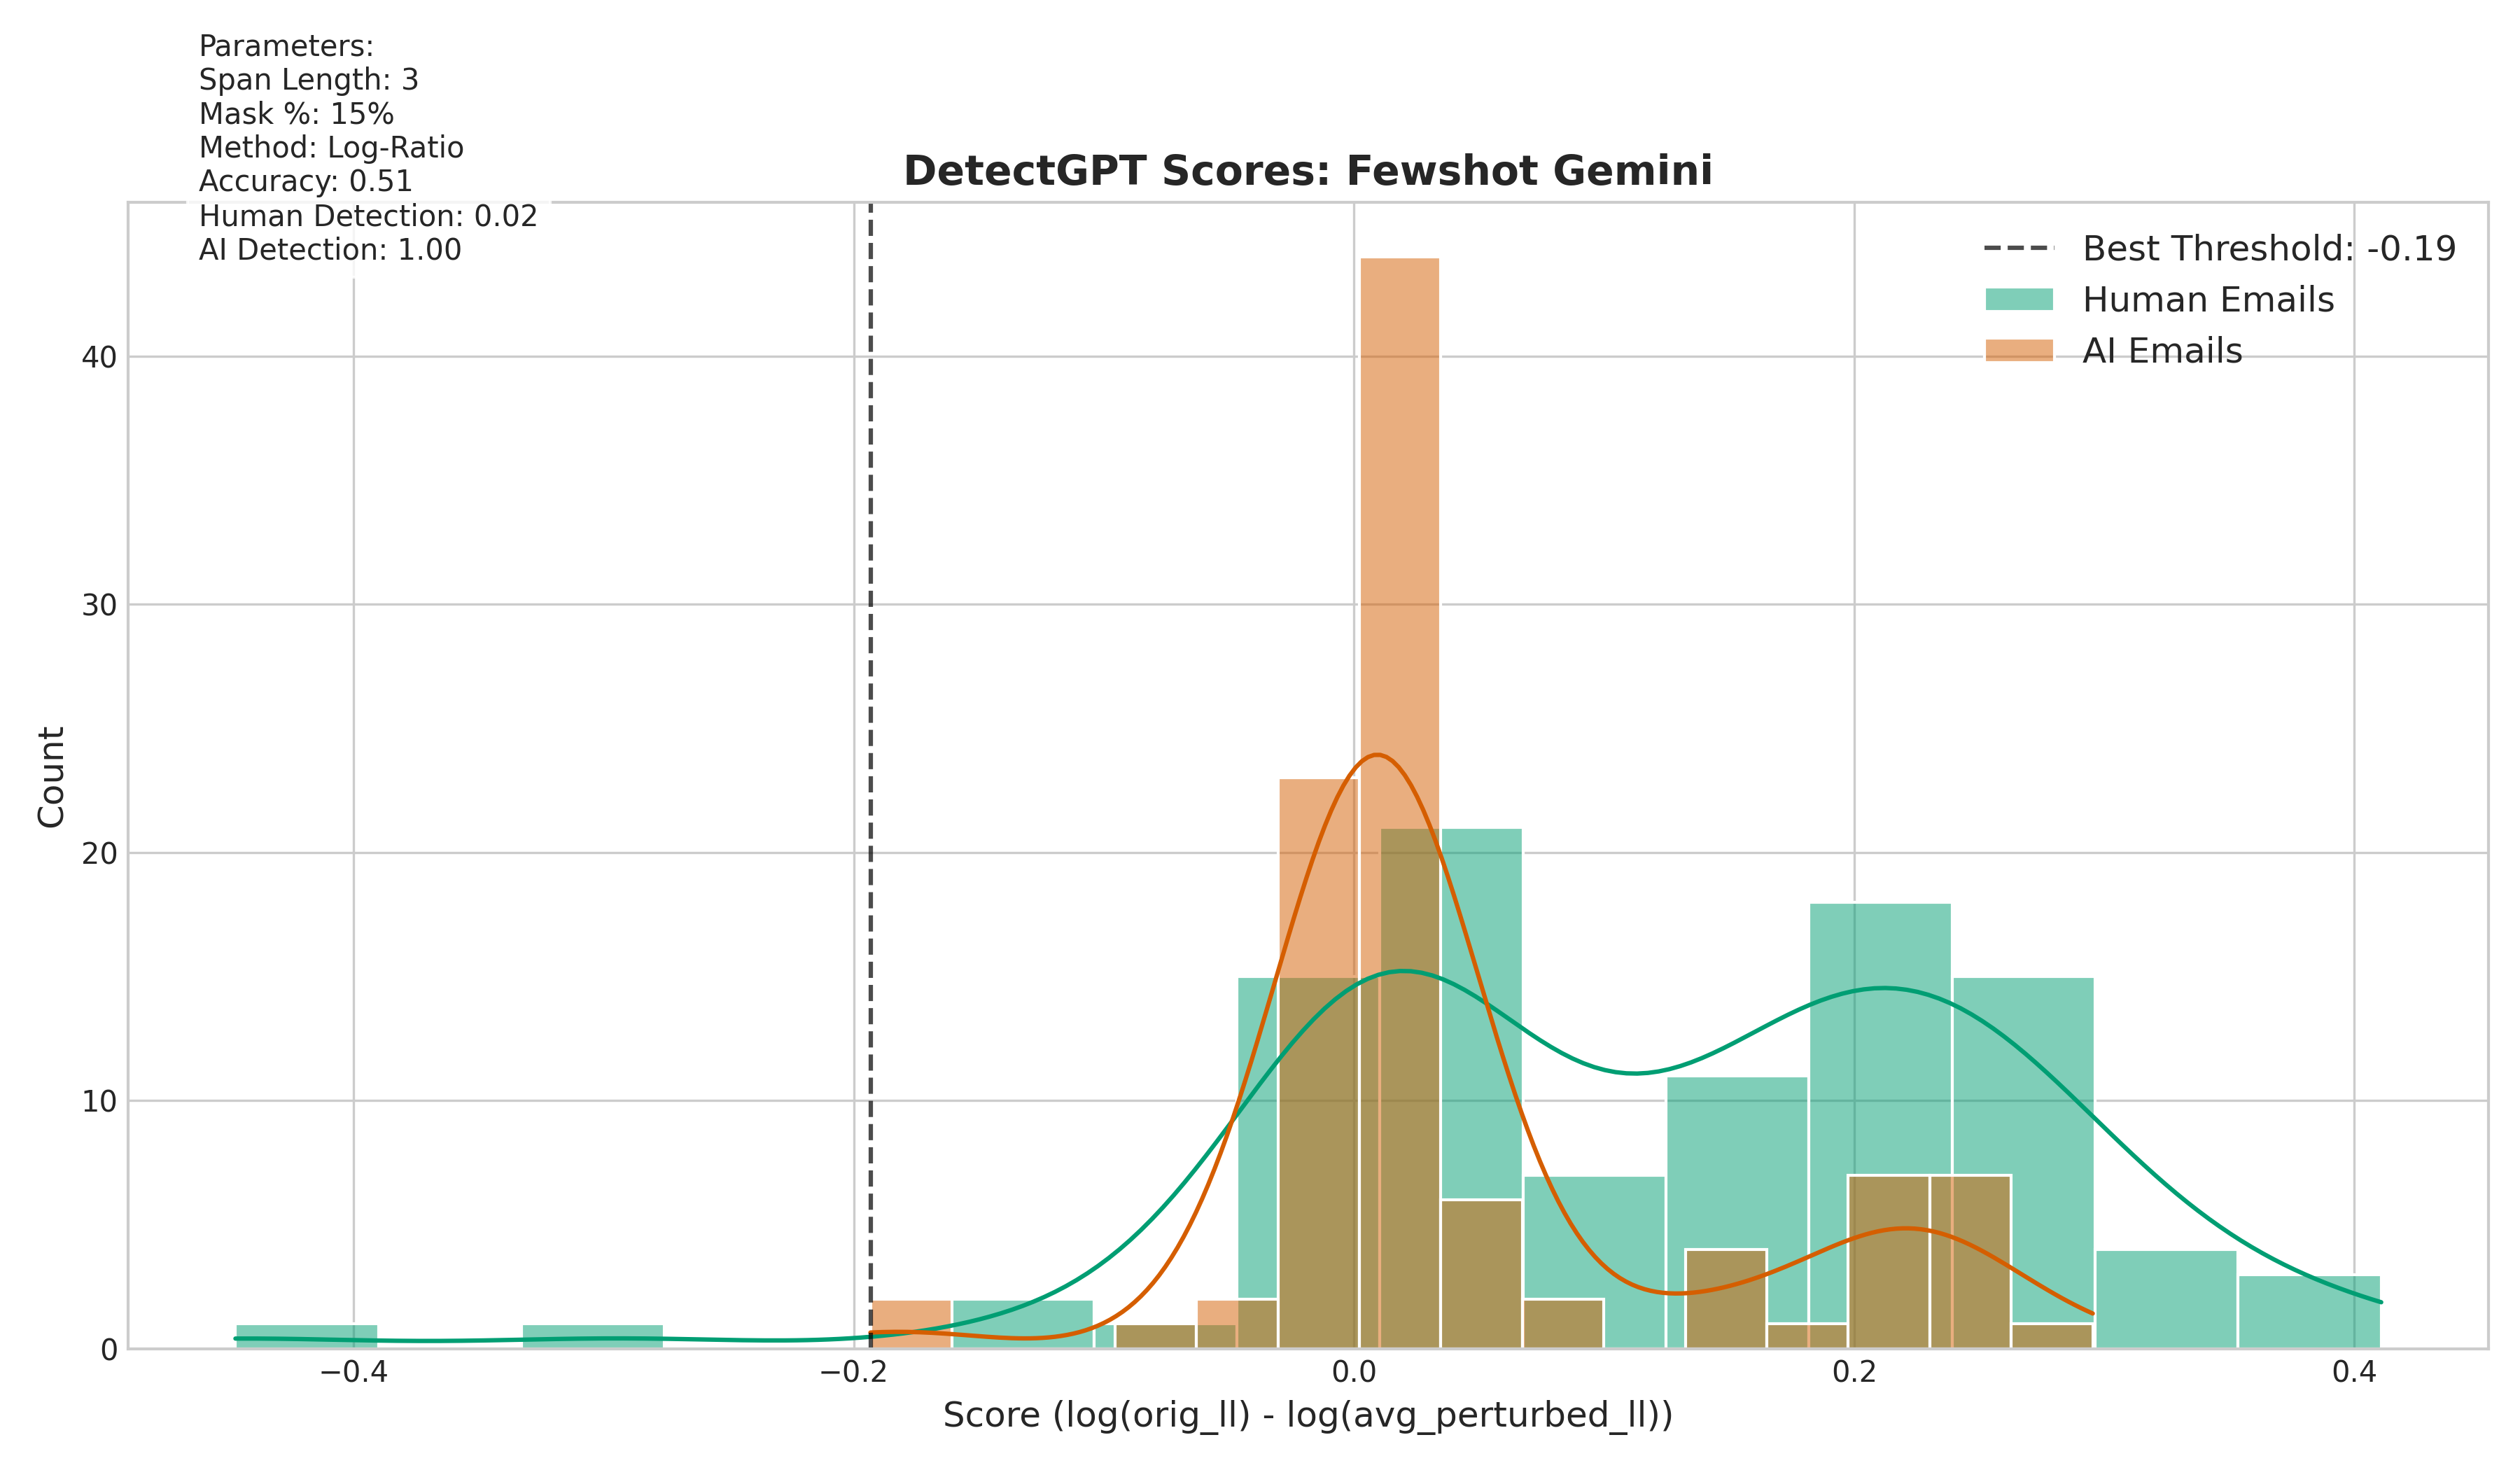 Parameters:
Span Length: 3
Mask %: 15%
Method: Log-Ratio
Accuracy: 0.51
Human Detection: 0.02
AI Detection: 1.00
DetectGPT Scores: Fewshot Gemini
Best Threshold: -0.19
Human Emails
AI Emails
Count
40
30
20
10
0
−0.4
−0.2
0.0
0.2
0.4
Score (log(orig_ll) - log(avg_perturbed_ll))